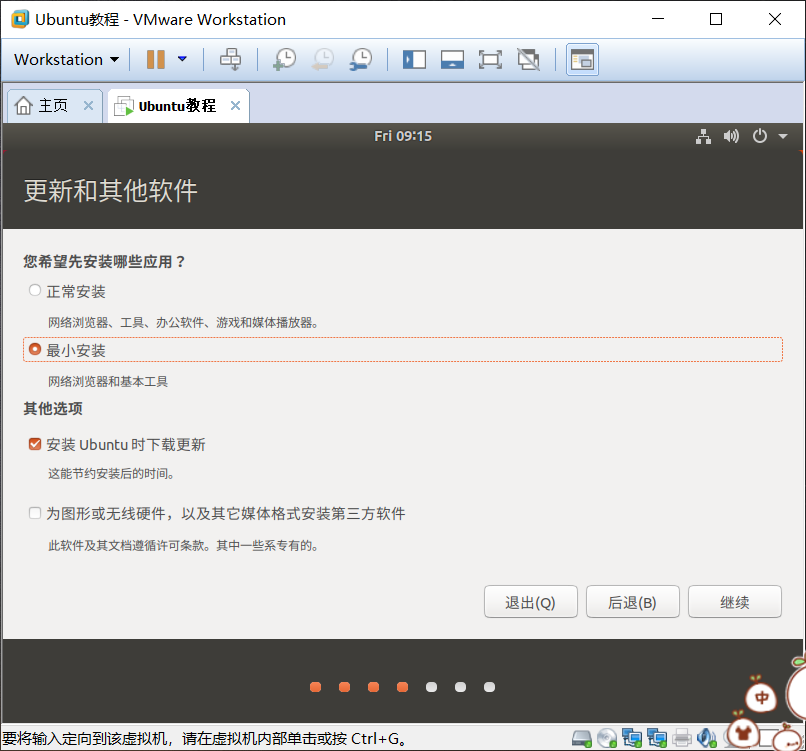 Ubuntu教程 - VMware Workstation
Workstation
主页
Ubuntu教程
Fri 09:15
更新和其他软件
您希望先安装哪些应用？
正常安装
网络浏览器、工具、办公软件、游戏和媒体播放器。
最小安装
网络浏览器和基本工具
其他选项
安装 Ubuntu 时下载更新
这能节约安装后的时间。
为图形或无线硬件，以及其它媒体格式安装第三方软件
此软件及其文档遵循许可条款。其中一些系专有的。
退出(Q)
后退(B)
继续
中
要将输入定向到该虚拟机，请在虚拟机内部单击或按 Ctrl+G。